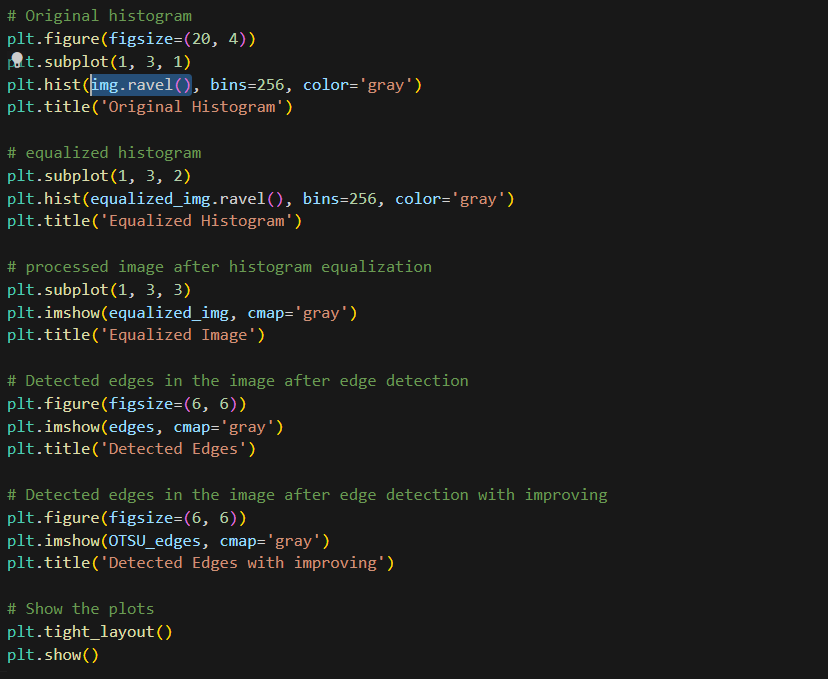 # Original histogram
plt.figure(figsize=(20, 4))
plt.subplot(1, 3, 1)
plt.hist(img.ravel(), bins=256, color='gray')
plt.title('Original Histogram')
# equalized histogram
plt.subplot(1, 3, 2)
plt.hist(equalized_img.ravel(), bins=256, color='gray')
plt.title('Equalized Histogram')
# processed image after histogram equalization
plt.subplot(1, 3, 3)
plt.imshow(equalized_img, cmap='gray')
plt.title('Equalized Image')
# Detected edges in the image after edge detection
plt.figure(figsize=(6, 6))
plt.imshow(edges, cmap='gray')
plt.title('Detected Edges')
# Detected edges in the image after edge detection with improving
plt.figure(figsize=(6, 6))
plt.imshow(OTSU_edges, cmap='gray')
plt.title('Detected Edges with improving')
# Show the plots
plt.tight_layout()
plt.show()